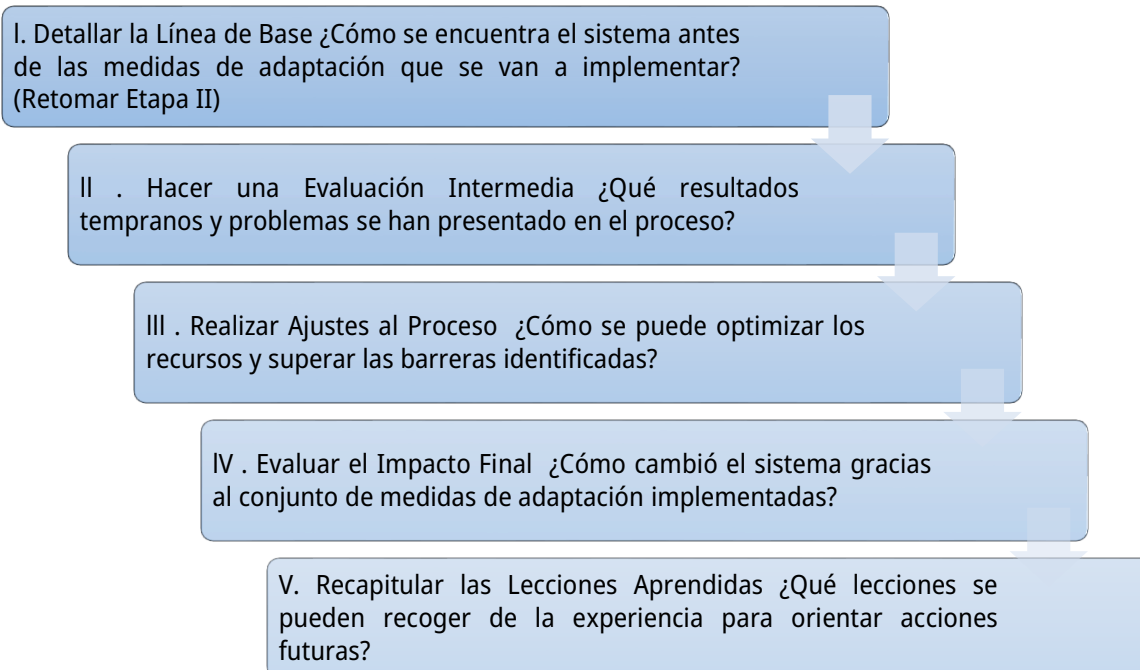 I. Detallar la Línea de Base ¿Cómo se encuentra el sistema antes
de las medidas de adaptación que se van a implementar?
(Retomar Etapa II)
II . Hacer una Evaluación Intermedia ¿Qué resultados
tempranos y problemas se han presentado en el proceso?
III . Realizar Ajustes al Proceso ¿Cómo se puede optimizar los
recursos y superar las barreras identificadas?
IV . Evaluar el Impacto Final ¿Cómo cambió el sistema gracias
al conjunto de medidas de adaptación implementadas?
V. Recapitular las Lecciones Aprendidas ¿Qué lecciones se
pueden recoger de la experiencia para orientar acciones
futuras?